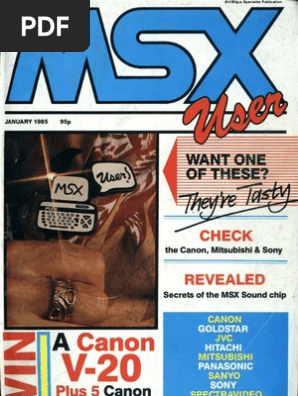 PDF
An Argus Specialist Publication
MSX
User
JANUARY 1985 95p
MSX
User?
WANT ONE
OF THESE?
They're Tasty
CHECK
the Canon, Mitsubishi & Sony
REVEALED
Secrets of the MSX Sound chip
WIN
A Canon
V-20
Plus 5 Canon
CANON
GOLDSTAR
JVC
HITACHI
MITSUBISHI
PANASONIC
SANYO
SONY
SPECTRAVIDEO